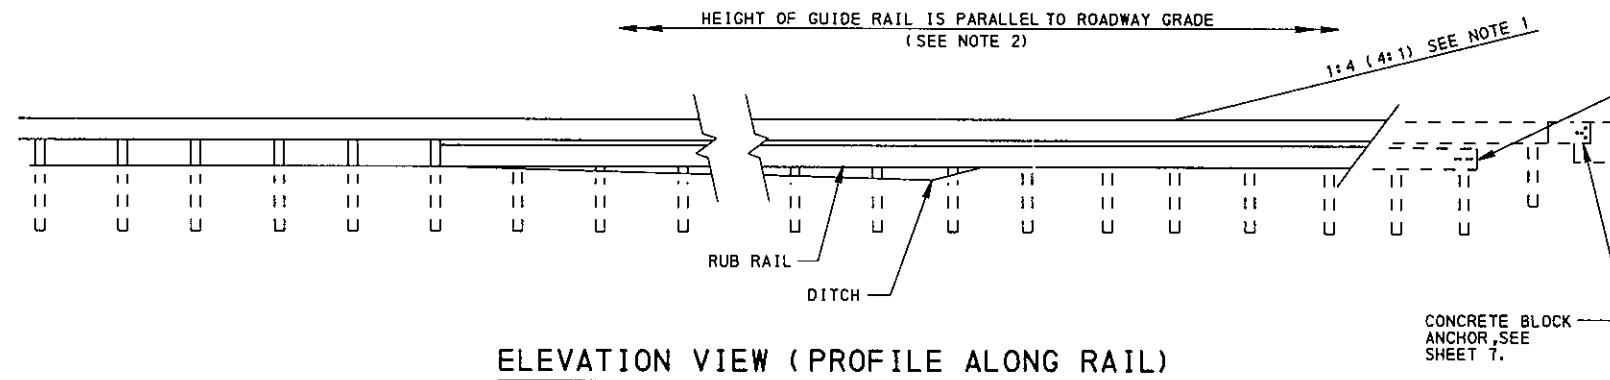 HEIGHT OF GUIDE RAIL IS PARALLEL TO ROADWAY GRADE
(SEE NOTE 2)
1:4 (4:1) SEE NOTE 1
RUB RAIL
DITCH
CONCRETE BLOCK
ANCHOR,SEE
SHEET 7.
ELEVATION VIEW (PROFILE ALONG RAIL)